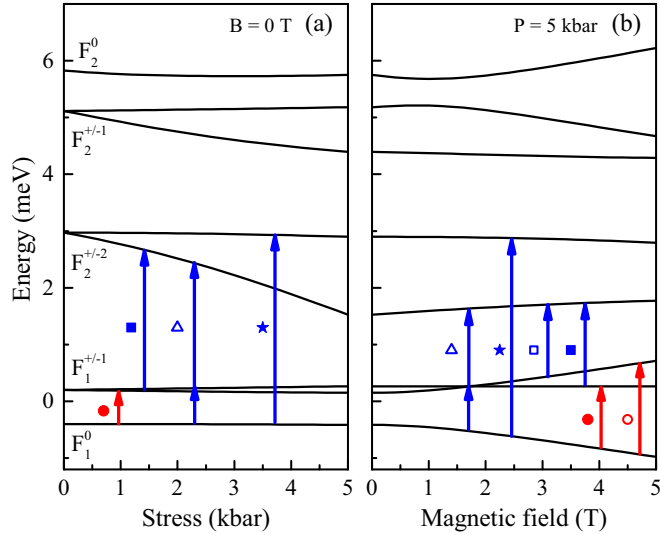 B = 0 T (a)
P = 5 kbar (b)
F₂⁰
F₂⁺/⁻¹
F₂⁺/⁻²
F₁⁺/⁻¹
F₁⁰
Energy (meV)
6
4
2
0
0 1 2 3 4 5
0 1 2 3 4 5
Stress (kbar)
Magnetic field (T)